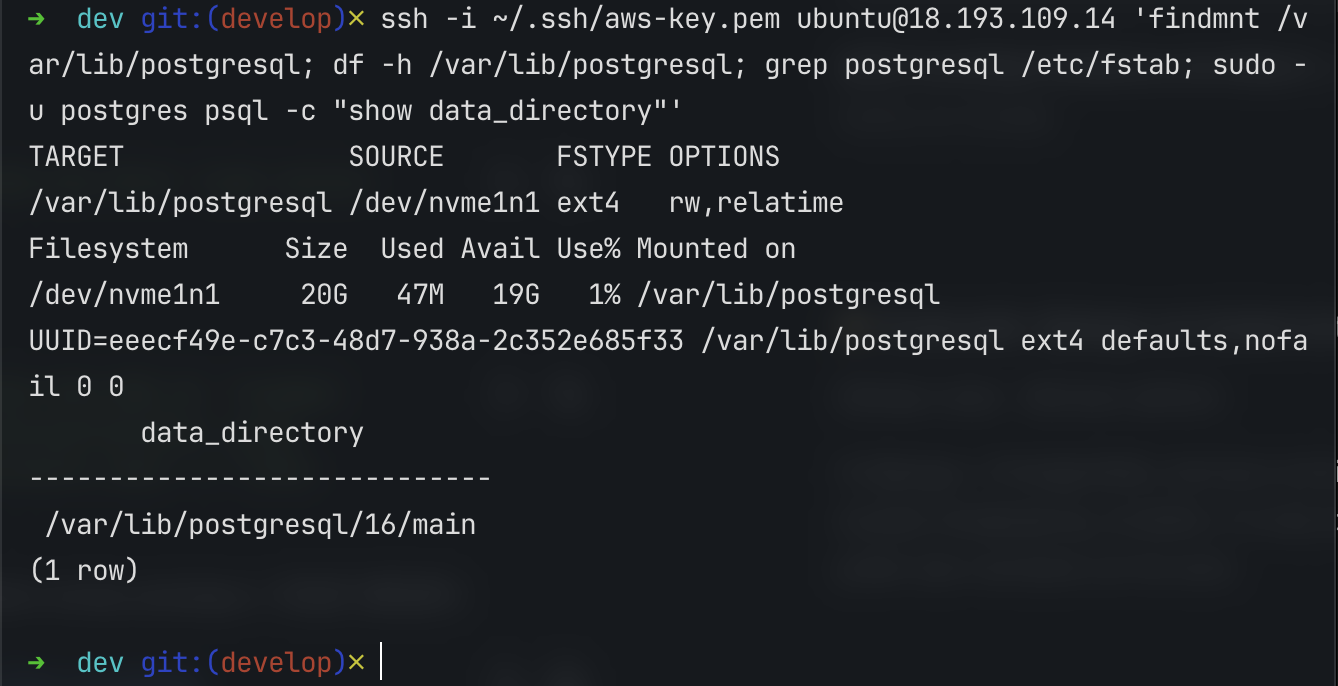 ➜  dev git:(develop)✗ ssh -i ~/.ssh/aws-key.pem ubuntu@18.193.109.14 'findmnt /v
ar/lib/postgresql; df -h /var/lib/postgresql; grep postgresql /etc/fstab; sudo -
u postgres psql -c "show data_directory"'
TARGET              SOURCE       FSTYPE OPTIONS
/var/lib/postgresql /dev/nvme1n1 ext4   rw,relatime
Filesystem      Size  Used Avail Use% Mounted on
/dev/nvme1n1     20G   47M   19G   1% /var/lib/postgresql
UUID=eeecf49e-c7c3-48d7-938a-2c352e685f33 /var/lib/postgresql ext4 defaults,nofa
il 0 0
       data_directory
-----------------------------
 /var/lib/postgresql/16/main
(1 row)
➜  dev git:(develop)✗